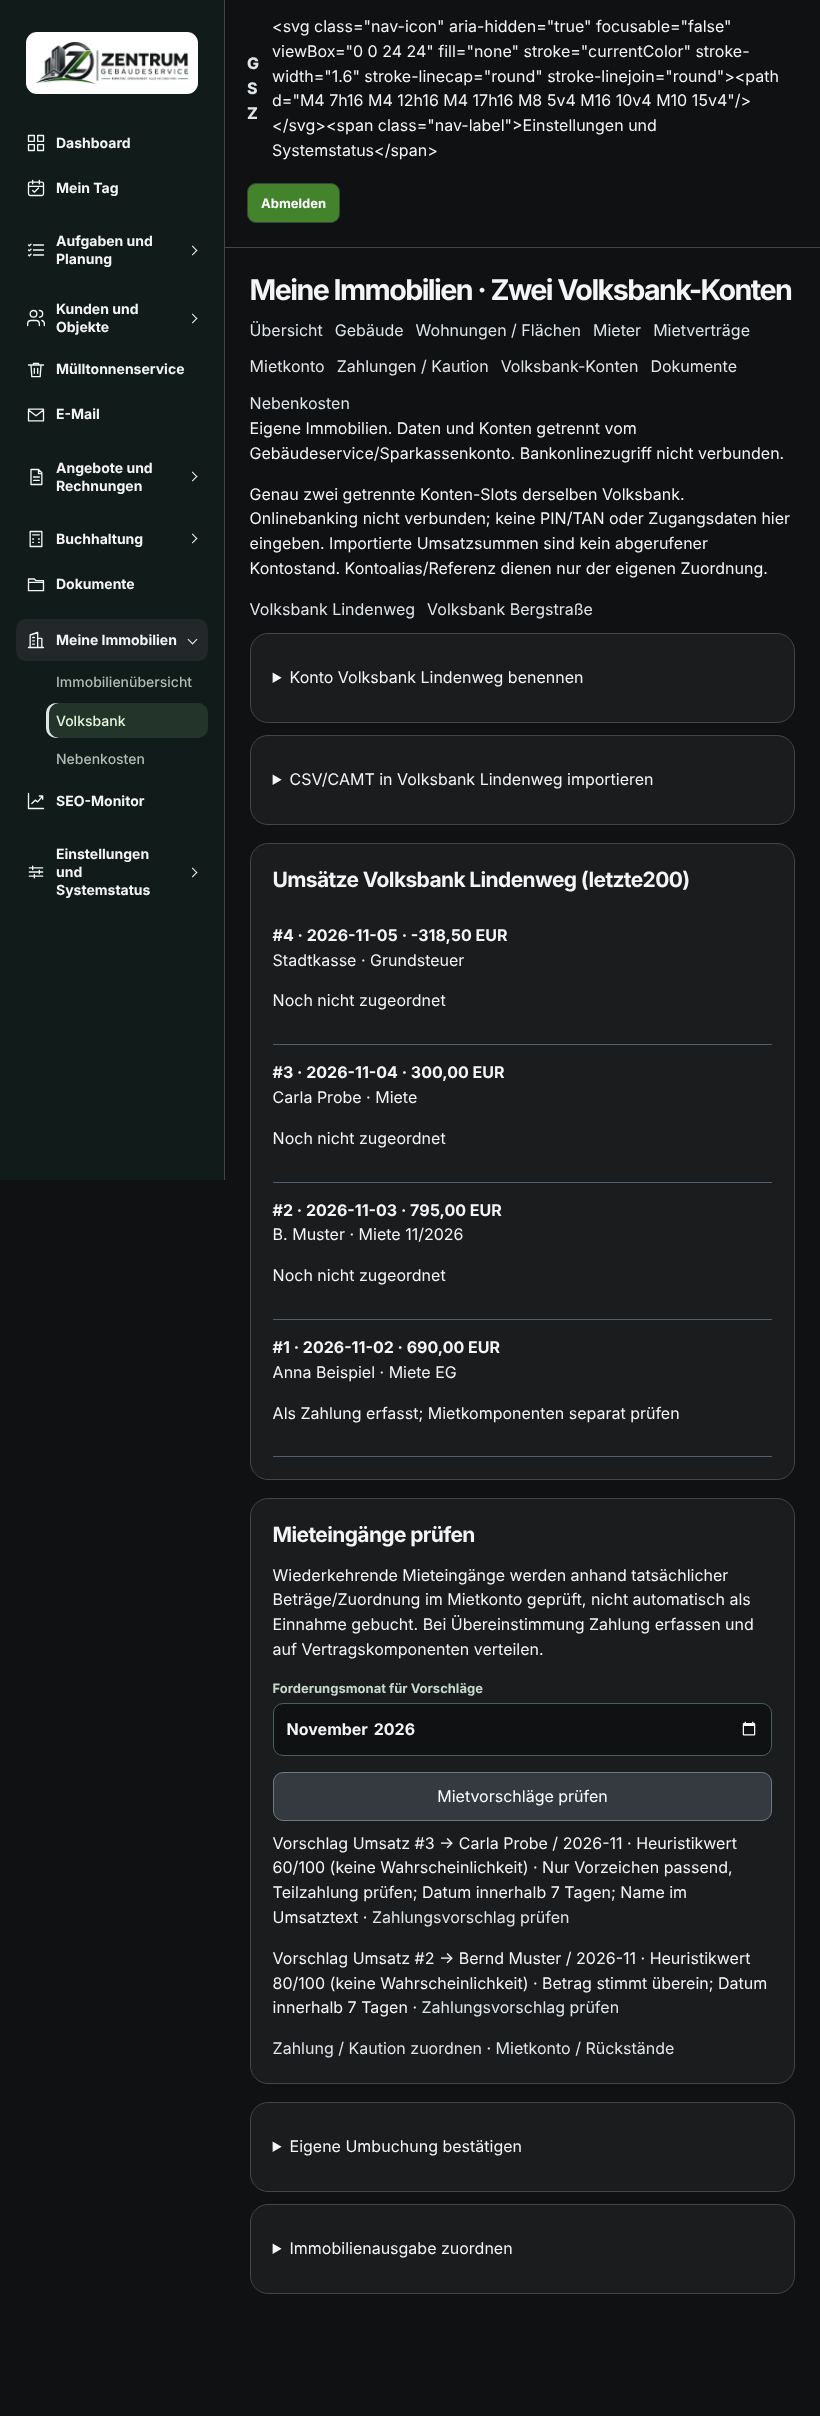 ZENTRUM
GEBÄUDESERVICE
Dashboard
Mein Tag
Aufgaben und
Planung
Kunden und
Objekte
Mülltonnenservice
E-Mail
Angebote und
Rechnungen
Buchhaltung
Dokumente
Meine Immobilien
Immobilienübersicht
Volksbank
Nebenkosten
SEO-Monitor
Einstellungen
und
Systemstatus
G
S
Z
<svg class="nav-icon" aria-hidden="true" focusable="false"
viewBox="0 0 24 24" fill="none" stroke="currentColor" stroke-
width="1.6" stroke-linecap="round" stroke-linejoin="round"><path
d="M4 7h16 M4 12h16 M4 17h16 M8 5v4 M16 10v4 M10 15v4"/>
</svg><span class="nav-label">Einstellungen und
Systemstatus</span>
Abmelden
Meine Immobilien · Zwei Volksbank-Konten
Übersicht Gebäude Wohnungen / Flächen Mieter Mietverträge
Mietkonto Zahlungen / Kaution Volksbank-Konten Dokumente
Nebenkosten
Eigene Immobilien. Daten und Konten getrennt vom
Gebäudeservice/Sparkassenkonto. Bankonlinezugriff nicht verbunden.
Genau zwei getrennte Konten-Slots derselben Volksbank.
Onlinebanking nicht verbunden; keine PIN/TAN oder Zugangsdaten hier
eingeben. Importierte Umsatzsummen sind kein abgerufener
Kontostand. Kontoalias/Referenz dienen nur der eigenen Zuordnung.
Volksbank Lindenweg Volksbank Bergstraße
Konto Volksbank Lindenweg benennen
CSV/CAMT in Volksbank Lindenweg importieren
Umsätze Volksbank Lindenweg (letzte200)
#4 · 2026-11-05 · -318,50 EUR
Stadtkasse · Grundsteuer
Noch nicht zugeordnet
#3 · 2026-11-04 · 300,00 EUR
Carla Probe · Miete
Noch nicht zugeordnet
#2 · 2026-11-03 · 795,00 EUR
B. Muster · Miete 11/2026
Noch nicht zugeordnet
#1 · 2026-11-02 · 690,00 EUR
Anna Beispiel · Miete EG
Als Zahlung erfasst; Mietkomponenten separat prüfen
Mieteingänge prüfen
Wiederkehrende Mieteingänge werden anhand tatsächlicher
Beträge/Zuordnung im Mietkonto geprüft, nicht automatisch als
Einnahme gebucht. Bei Übereinstimmung Zahlung erfassen und
auf Vertragskomponenten verteilen.
Forderungsmonat für Vorschläge
November 2026
Mietvorschläge prüfen
Vorschlag Umsatz #3 → Carla Probe / 2026-11 · Heuristikwert
60/100 (keine Wahrscheinlichkeit) · Nur Vorzeichen passend,
Teilzahlung prüfen; Datum innerhalb 7 Tagen; Name im
Umsatztext · Zahlungsvorschlag prüfen
Vorschlag Umsatz #2 → Bernd Muster / 2026-11 · Heuristikwert
80/100 (keine Wahrscheinlichkeit) · Betrag stimmt überein; Datum
innerhalb 7 Tagen · Zahlungsvorschlag prüfen
Zahlung / Kaution zuordnen · Mietkonto / Rückstände
Eigene Umbuchung bestätigen
Immobilienausgabe zuordnen